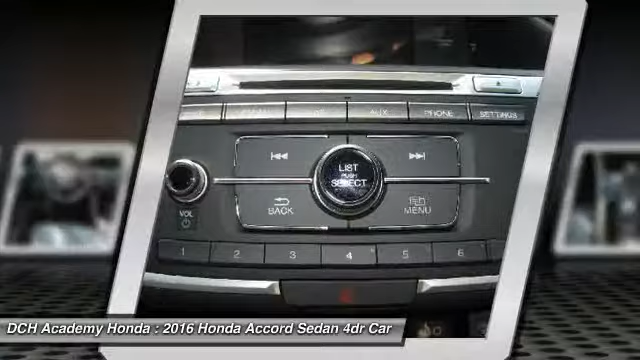 AUX PHONE SETTINGS
LIST
PUSH
SELECT
VOL
BACK
MENU
1 2 3 4 5 6
DCH Academy Honda : 2016 Honda Accord Sedan 4dr Car